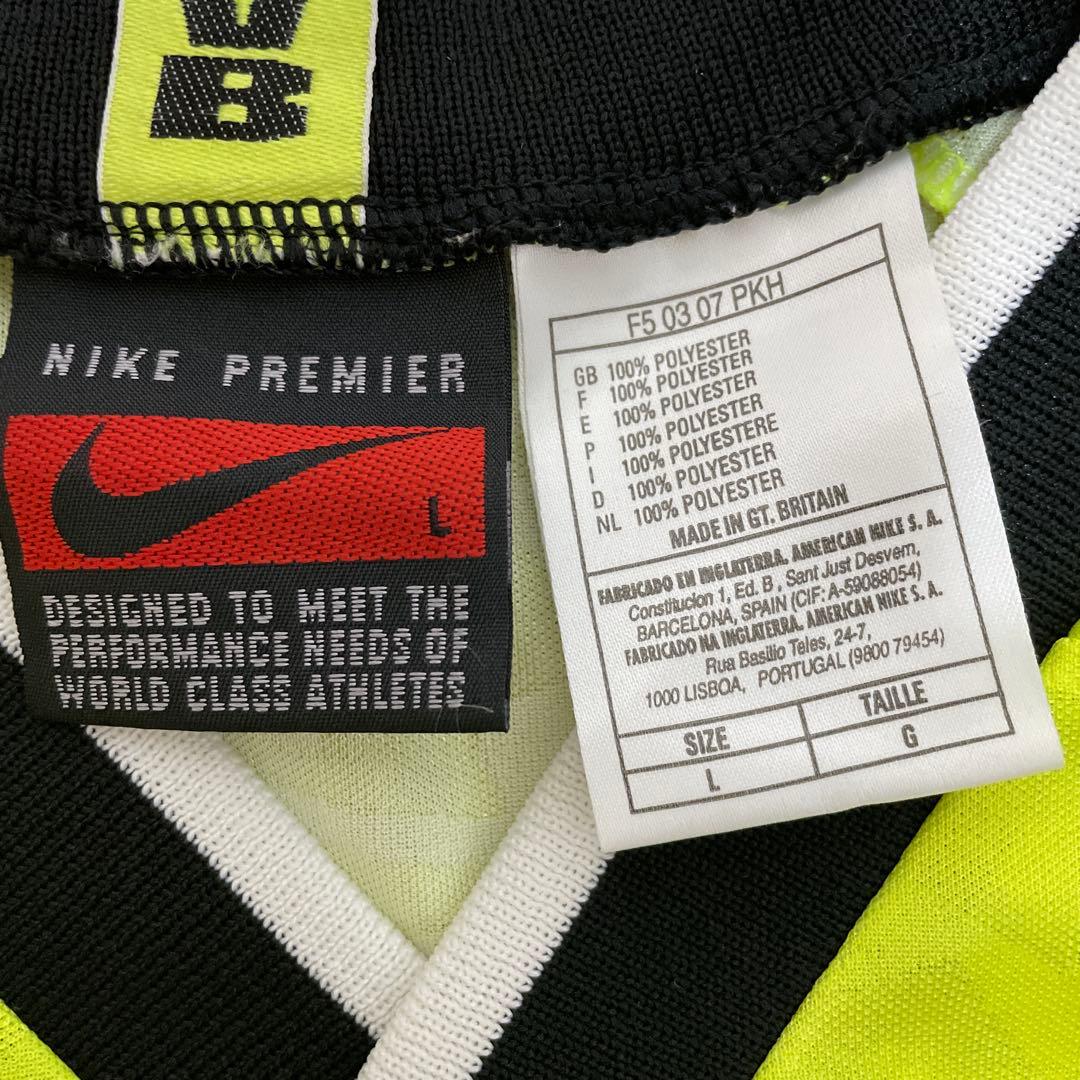 V
B
NIKE PREMIER
L
DESIGNED TO MEET THE
PERFORMANCE NEEDS OF
WORLD CLASS ATHLETES
F5 03 07 PKH
GB 100% POLYESTER
F 100% POLYESTER
E 100% POLYESTER
P 100% POLYESTER
I 100% POLYESTERE
D 100% POLYESTER
NL 100% POLYESTER
MADE IN GT. BRITAIN
FABRICADO EN INGLATERRA. AMERICAN NIKE S. A.
Constitucion 1, Ed. B, Sant Just Desvern,
BARCELONA, SPAIN (CIF: A-59088054)
FABRICADO NA INGLATERRA. AMERICAN NIKE S. A.
Rua Basilio Teles, 24-7,
1000 LISBOA, PORTUGAL (9800 79454)
SIZE TAILLE
L G